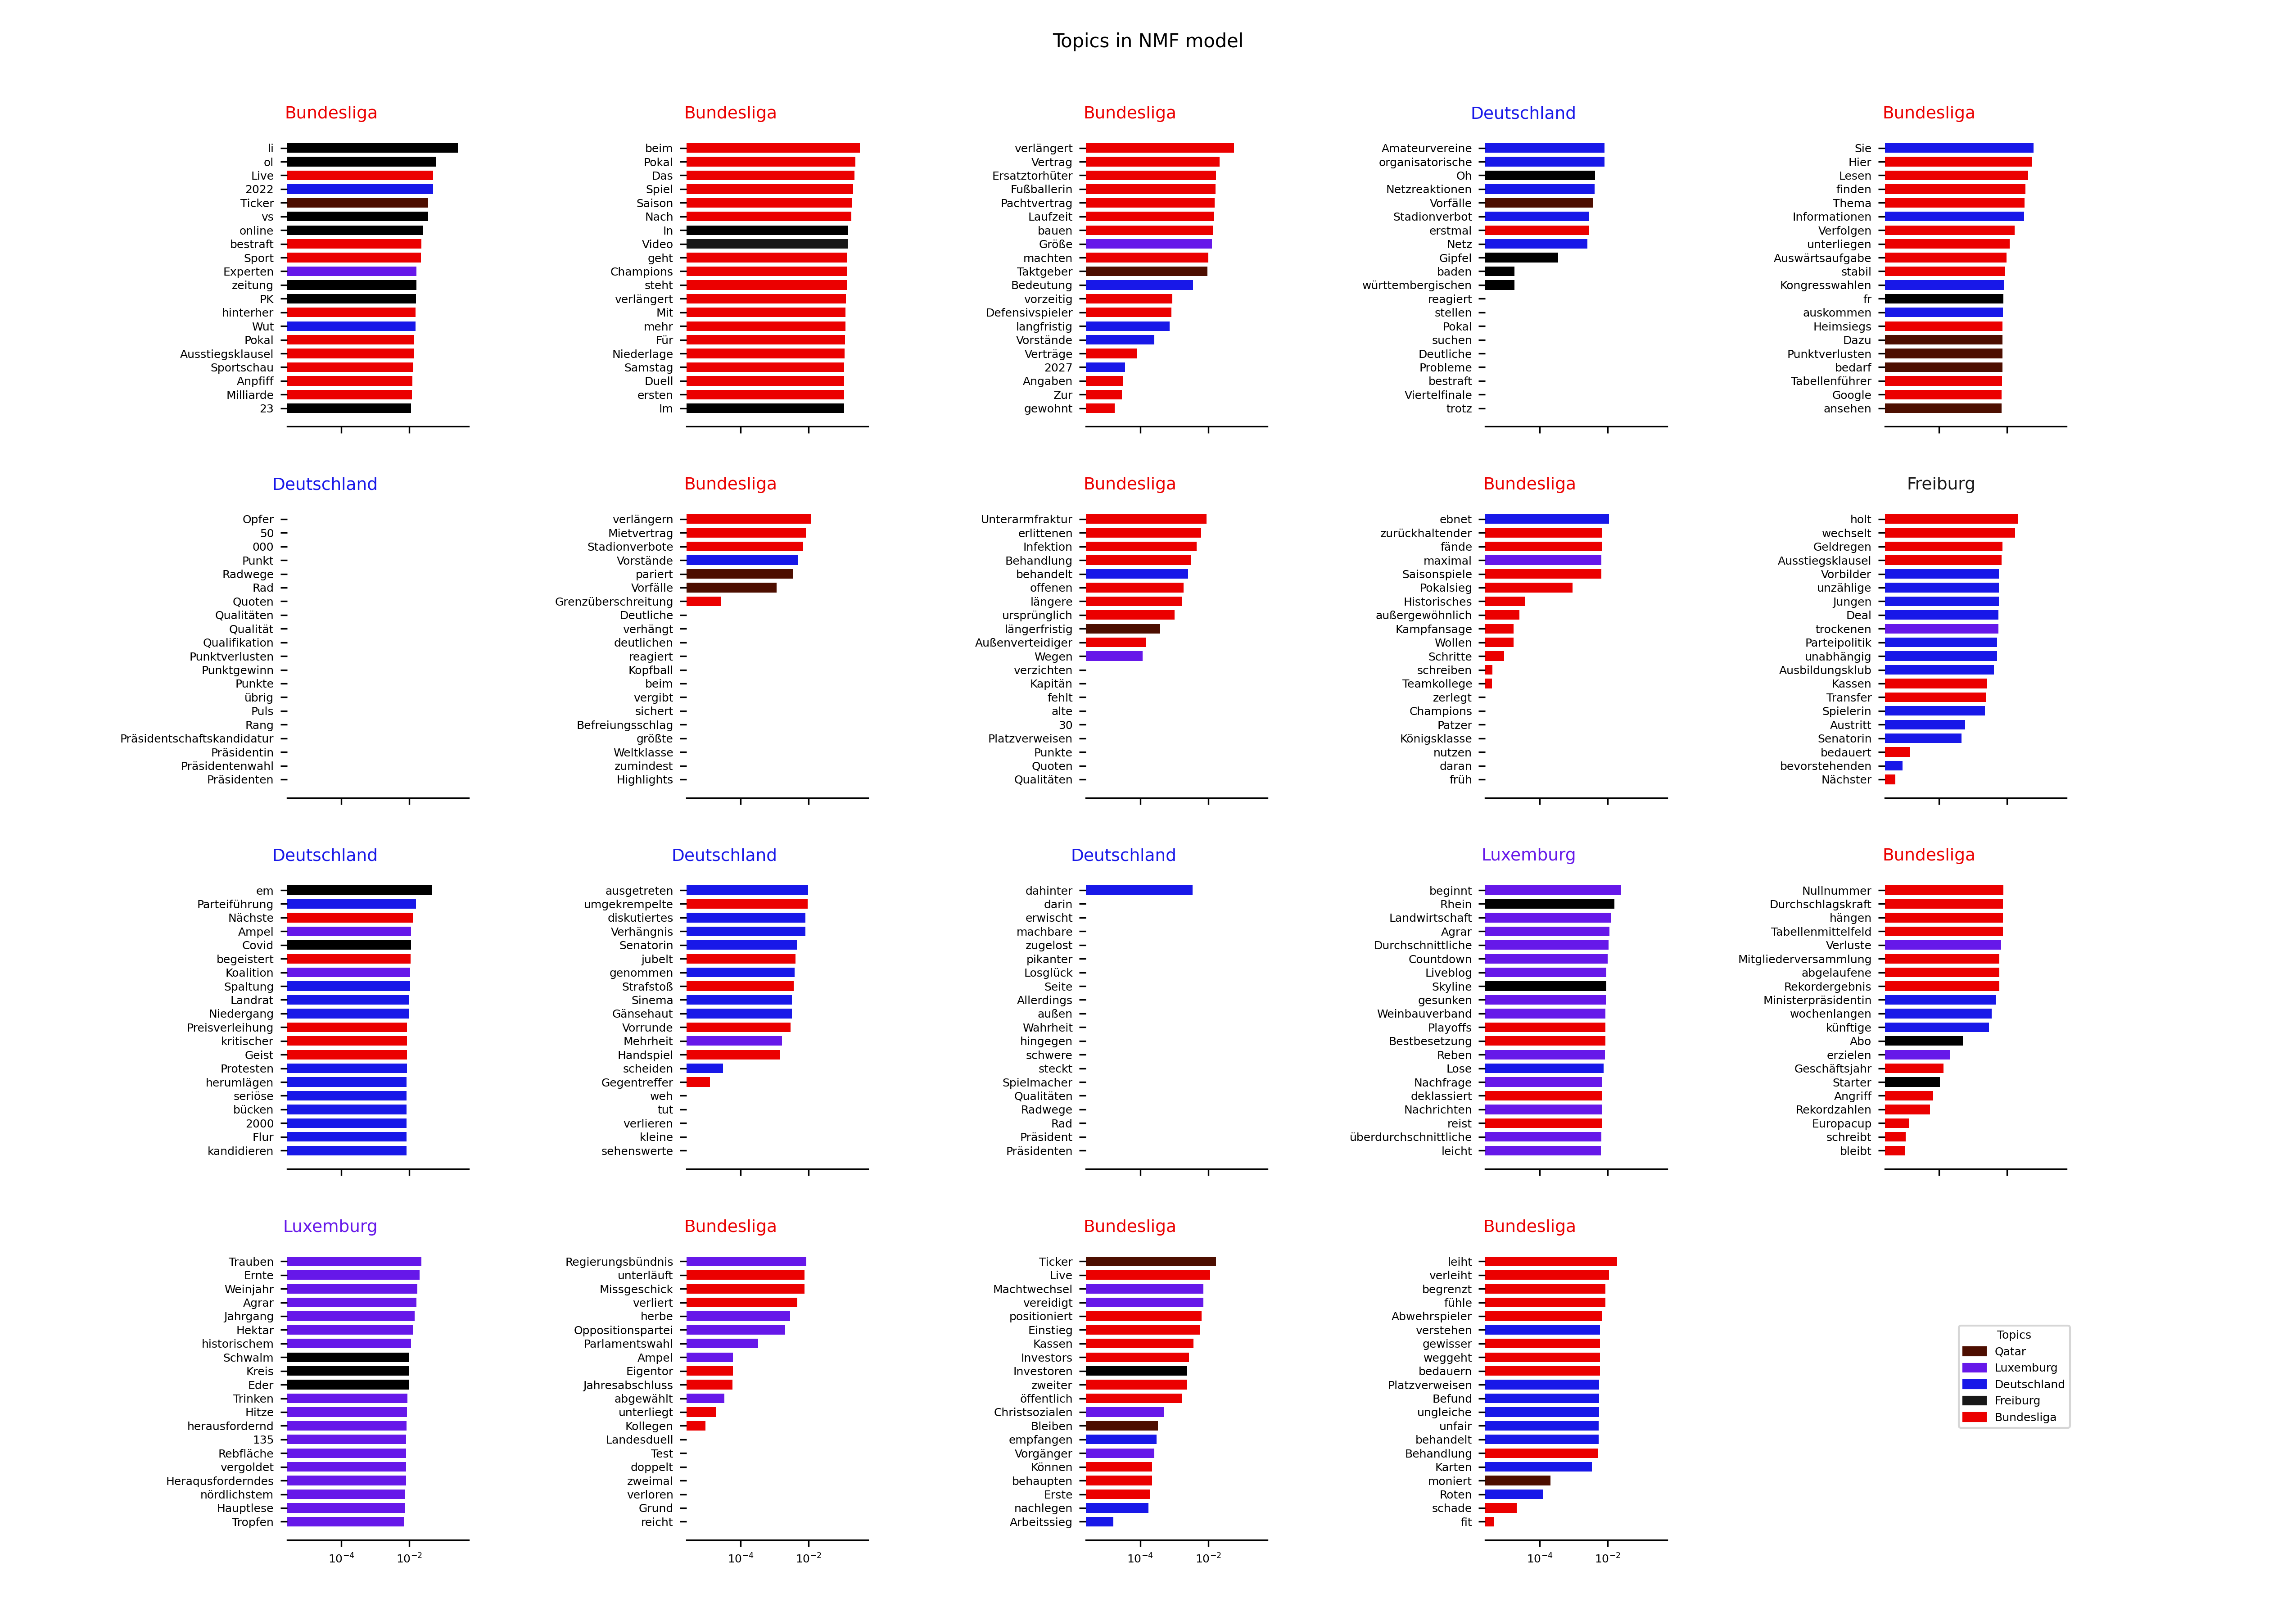 Topics in NMF model
Bundesliga
li
ol
Live
2022
Ticker
vs
online
bestraft
Sport
Experten
zeitung
PK
hinterher
Wut
Pokal
Ausstiegsklausel
Sportschau
Anpfiff
Milliarde
23
Bundesliga
beim
Pokal
Das
Spiel
Saison
Nach
In
Video
geht
Champions
steht
verlängert
Mit
mehr
Für
Niederlage
Samstag
Duell
ersten
Im
Bundesliga
verlängert
Vertrag
Ersatztorhüter
Fußballerin
Pachtvertrag
Laufzeit
bauen
Größe
machten
Taktgeber
Bedeutung
vorzeitig
Defensivspieler
langfristig
Vorstände
Verträge
2027
Angaben
Zur
gewohnt
Deutschland
Amateurvereine
organisatorische
Oh
Netzreaktionen
Vorfälle
Stadionverbot
erstmal
Netz
Gipfel
baden
württembergischen
reagiert
stellen
Pokal
suchen
Deutliche
Probleme
bestraft
Viertelfinale
trotz
Bundesliga
Sie
Hier
Lesen
finden
Thema
Informationen
Verfolgen
unterliegen
Auswärtsaufgabe
stabil
Kongresswahlen
fr
auskommen
Heimsiegs
Dazu
Punktverlusten
bedarf
Tabellenführer
Google
ansehen
Deutschland
Opfer
50
000
Punkt
Radwege
Rad
Quoten
Qualitäten
Qualität
Qualifikation
Punktverlusten
Punktgewinn
Punkte
übrig
Puls
Rang
Präsidentschaftskandidatur
Präsidentin
Präsidentenwahl
Präsidenten
Bundesliga
verlängern
Mietvertrag
Stadionverbote
Vorstände
pariert
Vorfälle
Grenzüberschreitung
Deutliche
verhängt
deutlichen
reagiert
Kopfball
beim
vergibt
sichert
Befreiungsschlag
größte
Weltklasse
zumindest
Highlights
Bundesliga
Unterarmfraktur
erlittenen
Infektion
Behandlung
behandelt
offenen
längere
ursprünglich
längerfristig
Außenverteidiger
Wegen
verzichten
Kapitän
fehlt
alte
30
Platzverweisen
Punkte
Quoten
Qualitäten
Bundesliga
ebnet
zurückhaltender
fände
maximal
Saisonspiele
Pokalsieg
Historisches
außergewöhnlich
Kampfansage
Wollen
Schritte
schreiben
Teamkollege
zerlegt
Champions
Patzer
Königsklasse
nutzen
daran
früh
Freiburg
holt
wechselt
Geldregen
Ausstiegsklausel
Vorbilder
unzählige
Jungen
Deal
trockenen
Parteipolitik
unabhängig
Ausbildungsklub
Kassen
Transfer
Spielerin
Austritt
Senatorin
bedauert
bevorstehenden
Nächster
Deutschland
em
Parteiführung
Nächste
Ampel
Covid
begeistert
Koalition
Spaltung
Landrat
Niedergang
Preisverleihung
kritischer
Geist
Protesten
herumlägen
seriöse
bücken
2000
Flur
kandidieren
Deutschland
ausgetreten
umgekrempelte
diskutiertes
Verhängnis
Senatorin
jubelt
genommen
Strafstoß
Sinema
Gänsehaut
Vorrunde
Mehrheit
Handspiel
scheiden
Gegentreffer
weh
tut
verlieren
kleine
sehenswerte
Deutschland
dahinter
darin
erwischt
machbare
zugelost
pikanter
Losglück
Seite
Allerdings
außen
Wahrheit
hingegen
schwere
steckt
Spielmacher
Qualitäten
Radwege
Rad
Präsident
Präsidenten
Luxemburg
beginnt
Rhein
Landwirtschaft
Agrar
Durchschnittliche
Countdown
Liveblog
Skyline
gesunken
Weinbauverband
Playoffs
Bestbesetzung
Reben
Lose
Nachfrage
deklassiert
Nachrichten
reist
überdurchschnittliche
leicht
Bundesliga
Nullnummer
Durchschlagskraft
hängen
Tabellenmittelfeld
Verluste
Mitgliederversammlung
abgelaufene
Rekordergebnis
Ministerpräsidentin
wochenlangen
künftige
Abo
erzielen
Geschäftsjahr
Starter
Angriff
Rekordzahlen
Europacup
schreibt
bleibt
Luxemburg
Trauben
Ernte
Weinjahr
Agrar
Jahrgang
Hektar
historischem
Schwalm
Kreis
Eder
Trinken
Hitze
herausfordernd
135
Rebfläche
vergoldet
Heraqusforderndes
nördlichstem
Hauptlese
Tropfen
10⁻⁴ 10⁻²
Bundesliga
Regierungsbündnis
unterläuft
Missgeschick
verliert
herbe
Oppositionspartei
Parlamentswahl
Ampel
Eigentor
Jahresabschluss
abgewählt
unterliegt
Kollegen
Landesduell
Test
doppelt
zweimal
verloren
Grund
reicht
10⁻⁴ 10⁻²
Bundesliga
Ticker
Live
Machtwechsel
vereidigt
positioniert
Einstieg
Kassen
Investors
Investoren
zweiter
öffentlich
Christsozialen
Bleiben
empfangen
Vorgänger
Können
behaupten
Erste
nachlegen
Arbeitssieg
10⁻⁴ 10⁻²
Bundesliga
leiht
verleiht
begrenzt
fühle
Abwehrspieler
verstehen
gewisser
weggeht
bedauern
Platzverweisen
Befund
ungleiche
unfair
behandelt
Behandlung
Karten
moniert
Roten
schade
fit
10⁻⁴ 10⁻²
Topics
Qatar
Luxemburg
Deutschland
Freiburg
Bundesliga